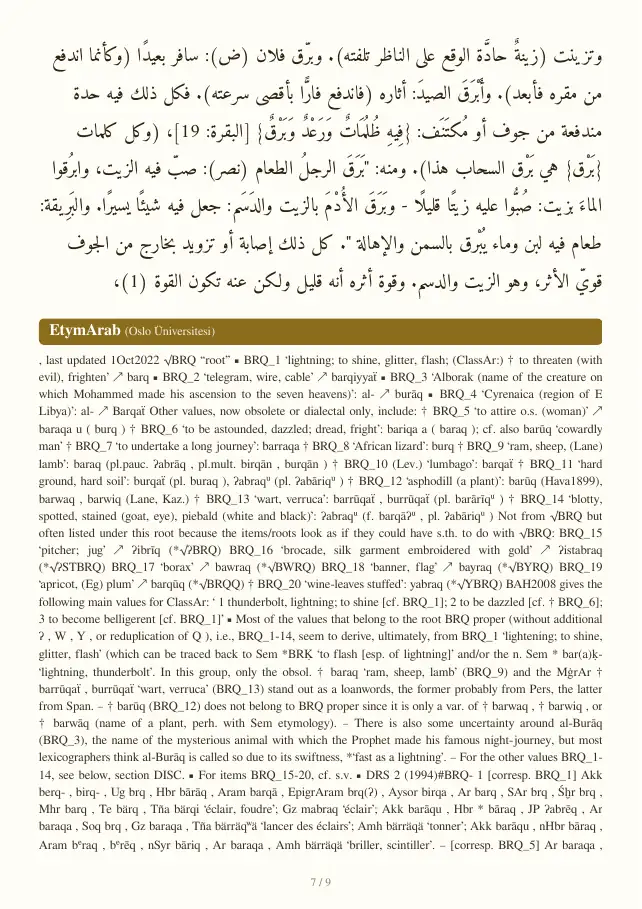 وتزينت (زينةٌ حادَّة الوقع على الناظر تلفته). وبرّق فلان (ض): سافر بعيدًا (وكأنما اندفع
من مقره فأبعد). وأَبْرَقَ الصيدَ: أثاره (فاندفع فارًّا بأقصى سرعته). فكل ذلك فيه حدة
مندفعة من جوف أو مُكتَنَف: {فِيهِ ظُلُمَاتٌ وَرَعْدٌ وَبَرْقٌ} [البقرة: 19]، (وكل كلمات
{بَرْق} هي بَرْق السحاب هذا). ومنه: "بَرَقَ الرجلُ الطعام (نصر): صبّ فيه الزيت، وابرُقوا
الماءَ بزيت: صُبُّوا عليه زيتًا قليلًا - وبَرَقَ الأُدْمَ بالزيت والدَسَم: جعل فيه شيئًا يسيرًا. والبَرِيقة:
طعام فيه لبن وماء يُبْرق بالسمن والإهالة ". كل ذلك إصابة أو تزويد بخارج من الجوف
قويّ الأثر، وهو الزيت والدسم. وقوة أثره أنه قليل ولكن عنه تكون القوة (1)،
EtymArab (Oslo Üniversitesi)
, last updated 1Oct2022 √BRQ “root” ▪ BRQ_1 ‘lightning; to shine, glitter, flash; (ClassAr:) † to threaten (with
evil), frighten’ ↗ barq ▪ BRQ_2 ‘telegram, wire, cable’ ↗ barqiyyaẗ ▪ BRQ_3 ‘Alborak (name of the creature on
which Mohammed made his ascension to the seven heavens)’: al- ↗ burāq ▪ BRQ_4 ‘Cyrenaica (region of E
Libya)’: al- ↗ Barqaẗ Other values, now obsolete or dialectal only, include: † BRQ_5 ‘to attire o.s. (woman)’ ↗
baraqa u ( burq ) † BRQ_6 ‘to be astounded, dazzled; dread, fright’: bariqa a ( baraq ); cf. also barūq ‘cowardly
man’ † BRQ_7 ‘to undertake a long journey’: barraqa † BRQ_8 ‘African lizard’: burq † BRQ_9 ‘ram, sheep, (Lane)
lamb’: baraq (pl.pauc. ʔabrāq , pl.mult. birqān , burqān ) † BRQ_10 (Lev.) ‘lumbago’: barqaẗ † BRQ_11 ‘hard
ground, hard soil’: burqaẗ (pl. buraq ), ʔabraqᵘ (pl. ʔabāriqᵘ ) † BRQ_12 ‘asphodill (a plant)’: barūq (Hava1899),
barwaq , barwiq (Lane, Kaz.) † BRQ_13 ‘wart, verruca’: barrūqaẗ , burrūqaẗ (pl. barārīqᵘ ) † BRQ_14 ‘blotty,
spotted, stained (goat, eye), piebald (white and black)’: ʔabraqᵘ (f. barqāʔᵘ , pl. ʔabāriqᵘ ) Not from √BRQ but
often listed under this root because the items/roots look as if they could have s.th. to do with √BRQ: BRQ_15
‘pitcher; jug’ ↗ ʔibrīq (*√ʔBRQ) BRQ_16 ‘brocade, silk garment embroidered with gold’ ↗ ʔistabraq
(*√ʔSTBRQ) BRQ_17 ‘borax’ ↗ bawraq (*√BWRQ) BRQ_18 ‘banner, flag’ ↗ bayraq (*√BYRQ) BRQ_19
‘apricot, (Eg) plum’ ↗ barqūq (*√BRQQ) † BRQ_20 ‘wine-leaves stuffed’: yabraq (*√YBRQ) BAH2008 gives the
following main values for ClassAr: ‘ 1 thunderbolt, lightning; to shine [cf. BRQ_1]; 2 to be dazzled [cf. † BRQ_6];
3 to become belligerent [cf. BRQ_1]’ ▪ Most of the values that belong to the root BRQ proper (without additional
ʔ , W , Y , or reduplication of Q ), i.e., BRQ_1-14, seem to derive, ultimately, from BRQ_1 ‘lightening; to shine,
glitter, flash’ (which can be traced back to Sem *BRḲ ‘to flash [esp. of lightning]’ and/or the n. Sem * bar(a)ḳ-
‘lightning, thunderbolt’. In this group, only the obsol. † baraq ‘ram, sheep, lamb’ (BRQ_9) and the MġrAr †
barrūqaẗ , burrūqaẗ ‘wart, verruca’ (BRQ_13) stand out as a loanwords, the former probably from Pers, the latter
from Span. – † barūq (BRQ_12) does not belong to BRQ proper since it is only a var. of † barwaq , † barwiq , or
† barwāq (name of a plant, perh. with Sem etymology). – There is also some uncertainty around al-Burāq
(BRQ_3), the name of the mysterious animal with which the Prophet made his famous night-journey, but most
lexicographers think al-Burāq is called so due to its swiftness, *‘fast as a lightning’. – For the other values BRQ_1-
14, see below, section DISC. ▪ For items BRQ_15-20, cf. s.v. ▪ DRS 2 (1994)#BRQ- 1 [corresp. BRQ_1] Akk
berq- , birq- , Ug brq , Hbr bārāq , Aram barqā , EpigrAram brq(ʔ) , Aysor birqa , Ar barq , SAr brq , Śḥr brq ,
Mhr barq , Te bärq , Tña bärqi ‘éclair, foudre’; Gz mabraq ‘éclair’; Akk barāqu , Hbr * bāraq , JP ʔabrēq , Ar
baraqa , Soq brq , Gz baraqa , Tña bärräqʷä ‘lancer des éclairs’; Amh bärräqä ‘tonner’; Akk barāqu , nHbr bāraq ,
Aram bᵉraq , bᵉrēq , nSyr bāriq , Ar baraqa , Amh bärräqä ‘briller, scintiller’. – [corresp. BRQ_5] Ar baraqa ,
7 / 9